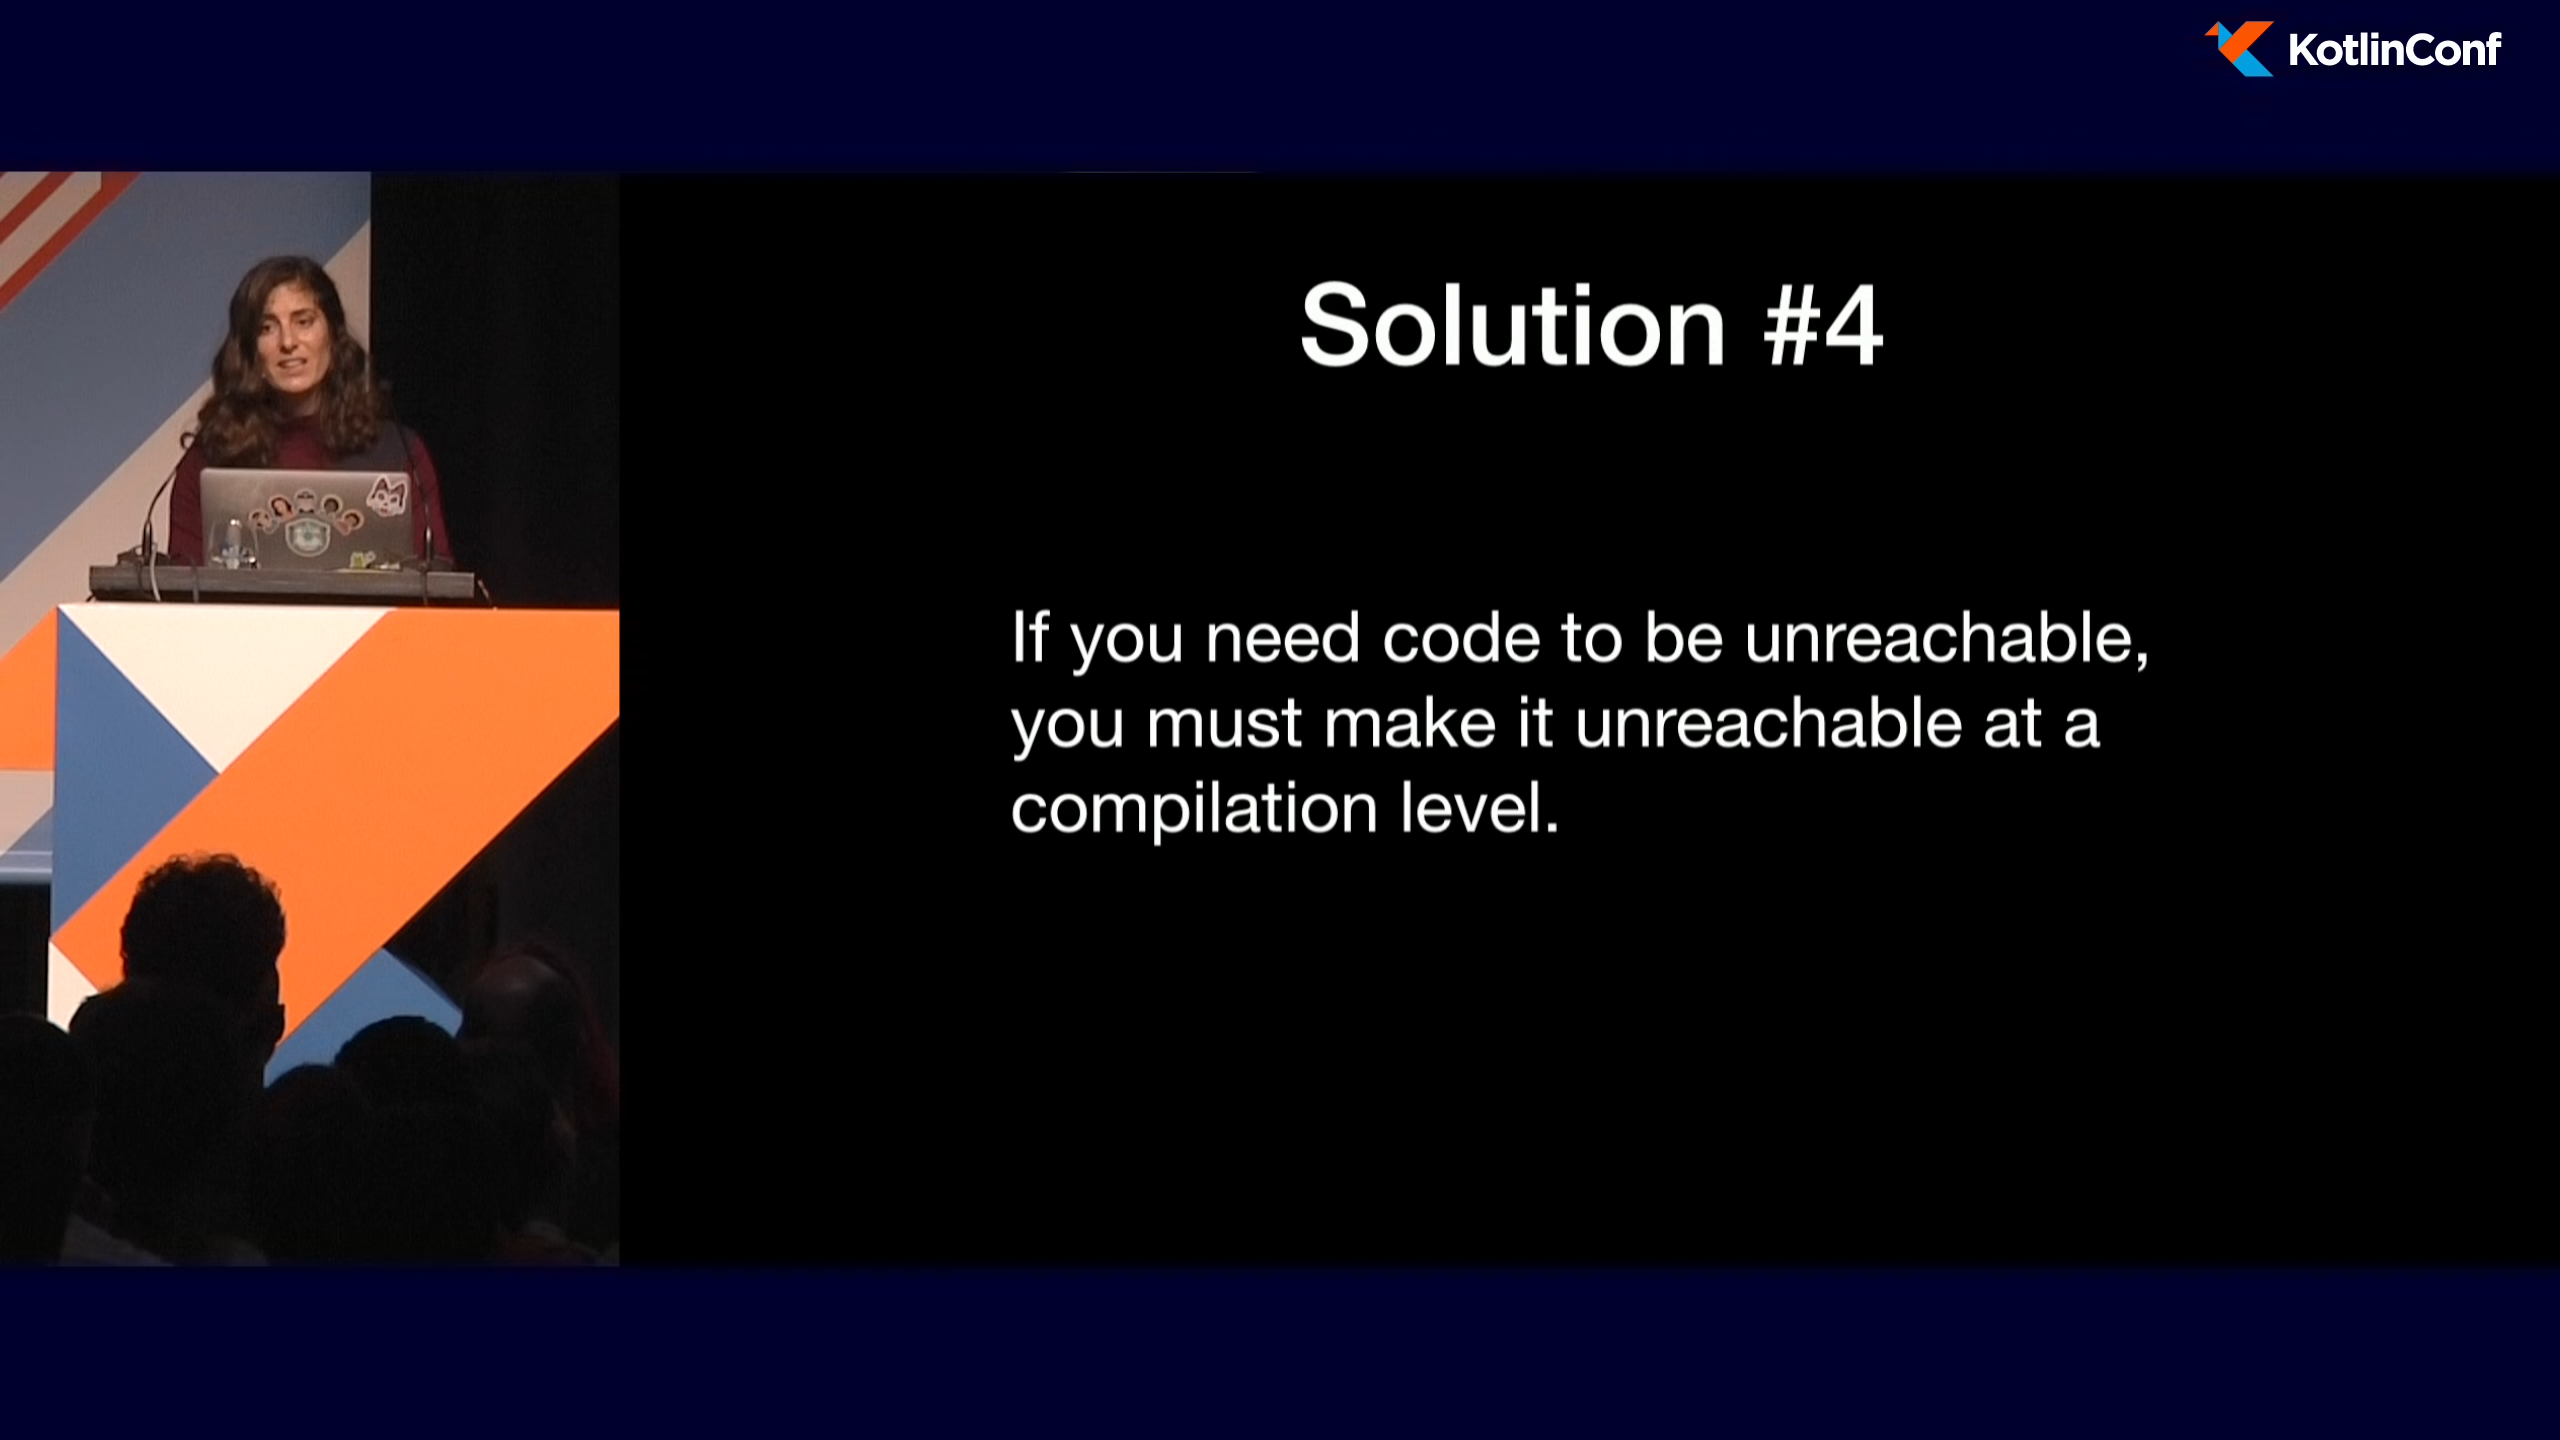 KotlinConf
Solution #4
If you need code to be unreachable,
you must make it unreachable at a
compilation level.